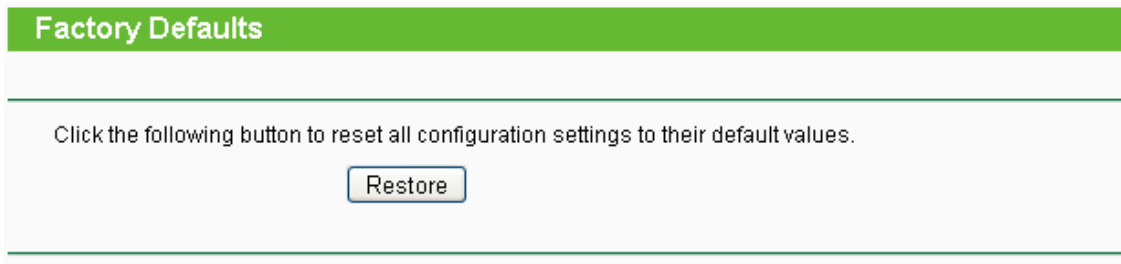 Factory Defaults
Click the following button to reset all configuration settings to their default values.
Restore